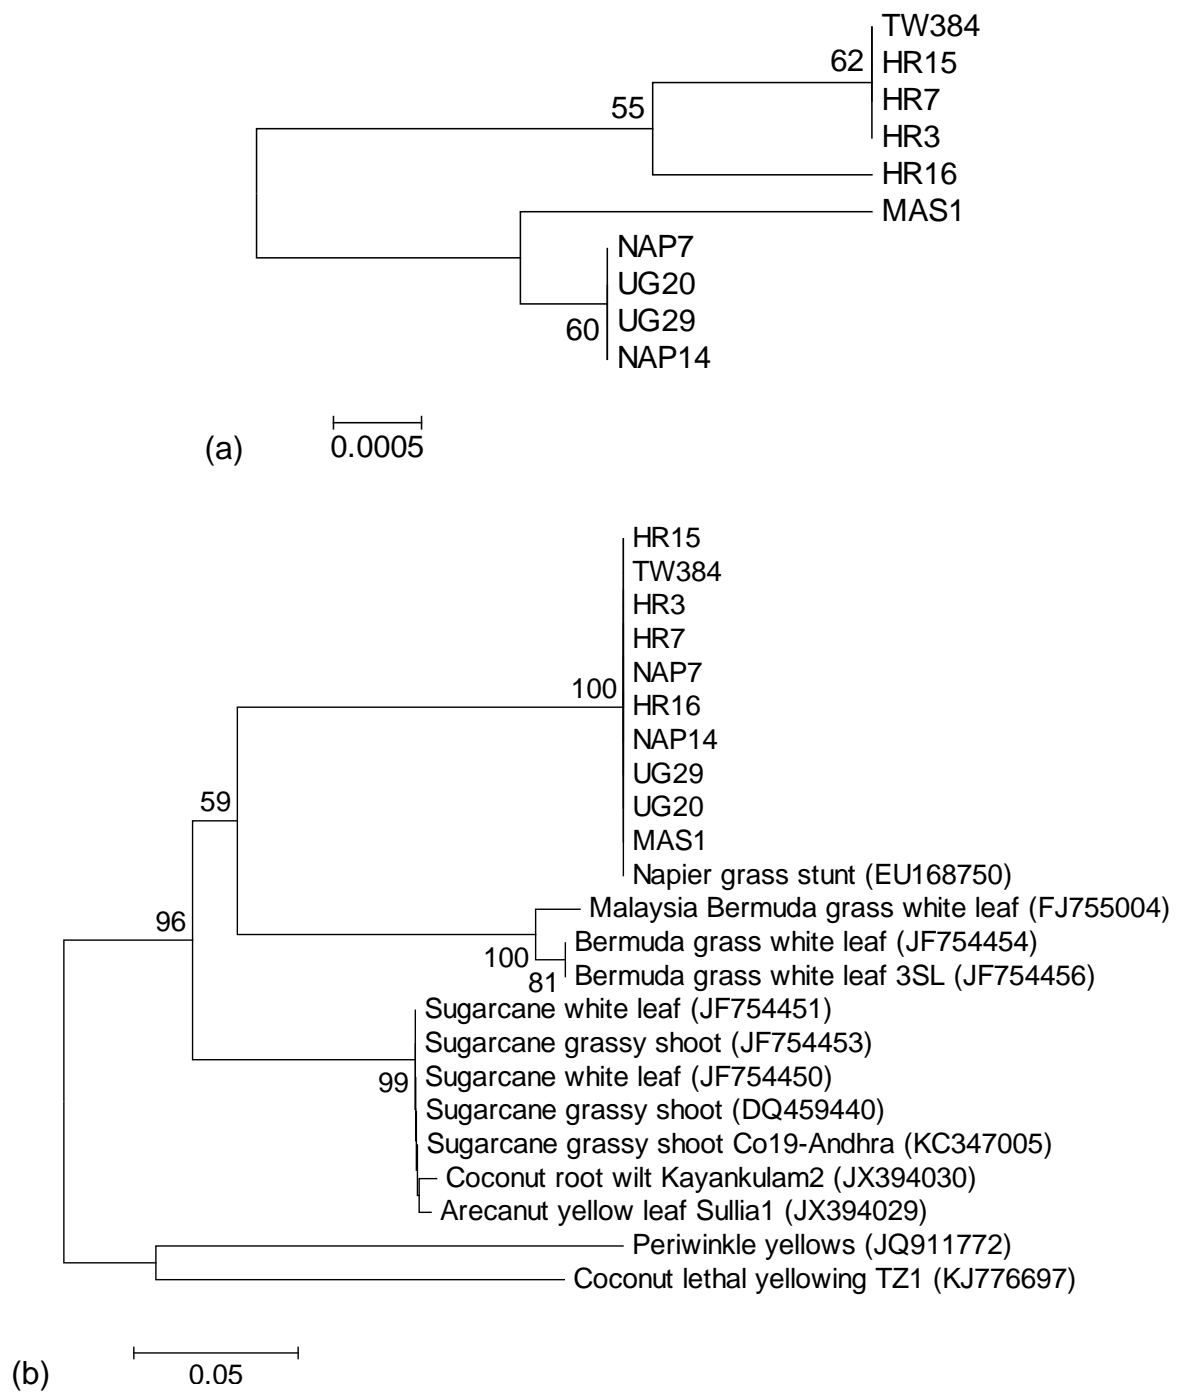 TW384
62
HR15
HR7
55
HR3
HR16
MAS1
NAP7
UG20
UG29
60
NAP14
(a)
0.0005
HR15
TW384
HR3
HR7
NAP7
100
HR16
NAP14
UG29
59
UG20
MAS1
Napier grass stunt (EU168750)
Malaysia Bermuda grass white leaf (FJ755004)
96
Bermuda grass white leaf (JF754454)
100
Bermuda grass white leaf 3SL (JF754456)
81
Sugarcane white leaf (JF754451)
Sugarcane grassy shoot (JF754453)
99
Sugarcane white leaf (JF754450)
Sugarcane grassy shoot (DQ459440)
Sugarcane grassy shoot Co19-Andhra (KC347005)
Coconut root wilt Kayankulam2 (JX394030)
Arecanut yellow leaf Sullia1 (JX394029)
Periwinkle yellows (JQ911772)
Coconut lethal yellowing TZ1 (KJ776697)
(b)
0.05